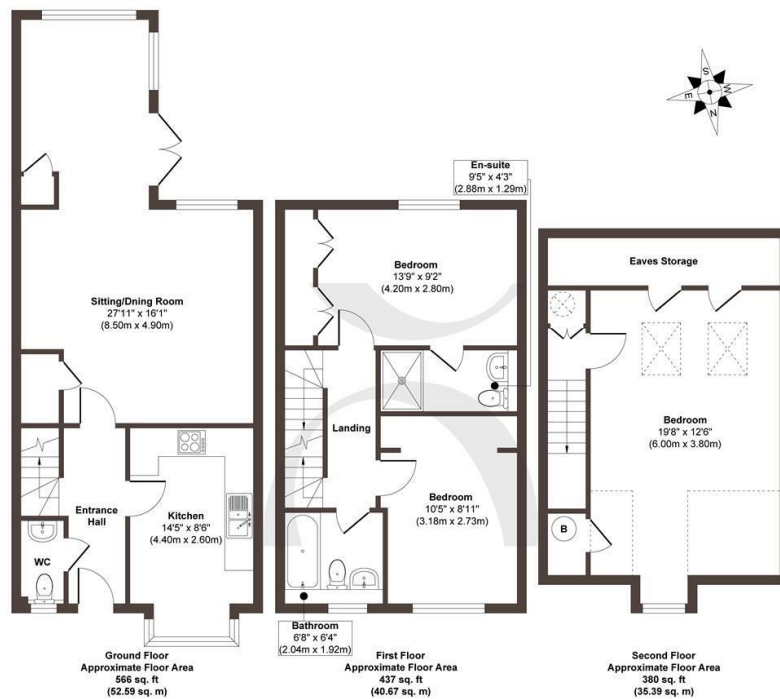 S
E
W
N
En-suite
9'5" x 4'3"
(2.88m x 1.29m)
Sitting/Dning Room
27'11" x 16'1"
(8.50m x 4.90m)
Entrance
Hall
Kitchen
14'5" x 8'6"
(4.40m x 2.60m)
WC
Ground Floor
Approximate Floor Area
566 sq. ft
(52.59 sq. m)
Bedroom
13'9" x 9'2"
(4.20m x 2.80m)
Landing
Bedroom
10'5" x 8'11"
(3.18m x 2.73m)
Bathroom
6'8" x 6'4"
(2.04m x 1.92m)
First Floor
Approximate Floor Area
437 sq. ft
(40.67 sq. m)
Eaves Storage
Bedroom
19'8" x 12'6"
(6.00m x 3.80m)
B
Second Floor
Approximate Floor Area
380 sq. ft
(35.39 sq. m)